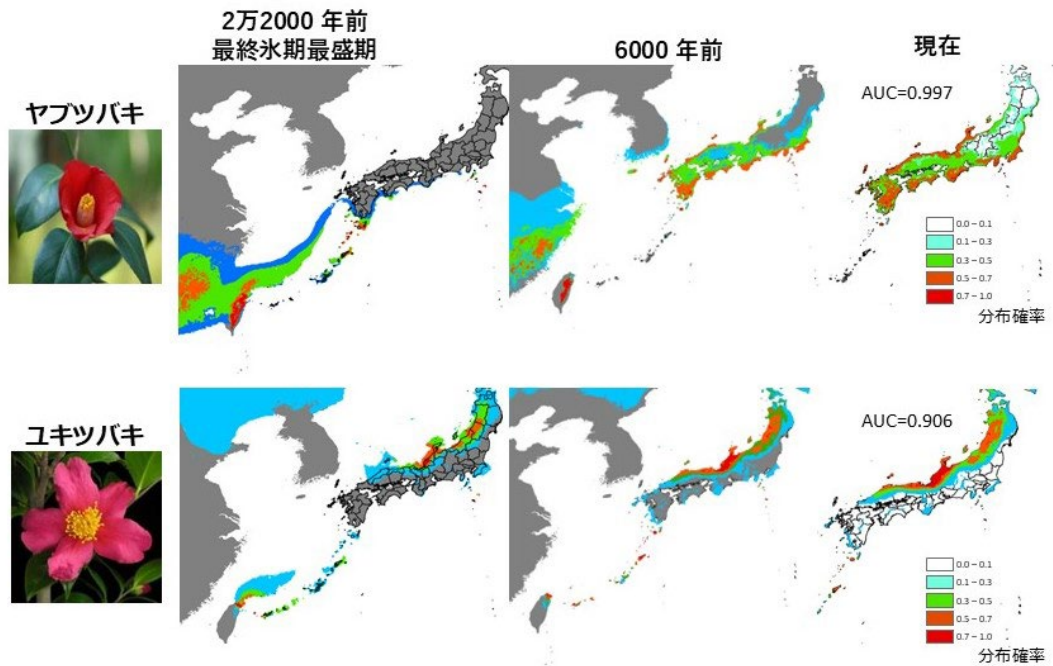 2万2000 年前
最終氷期最盛期
6000 年前
現在
ヤブツバキ
AUC=0.997
0.0 – 0.1
0.1 – 0.3
0.3 – 0.5
0.5 – 0.7
0.7 – 1.0
分布確率
ユキツバキ
AUC=0.906
0.0 – 0.1
0.1 – 0.3
0.3 – 0.5
0.5 – 0.7
0.7 – 1.0
分布確率